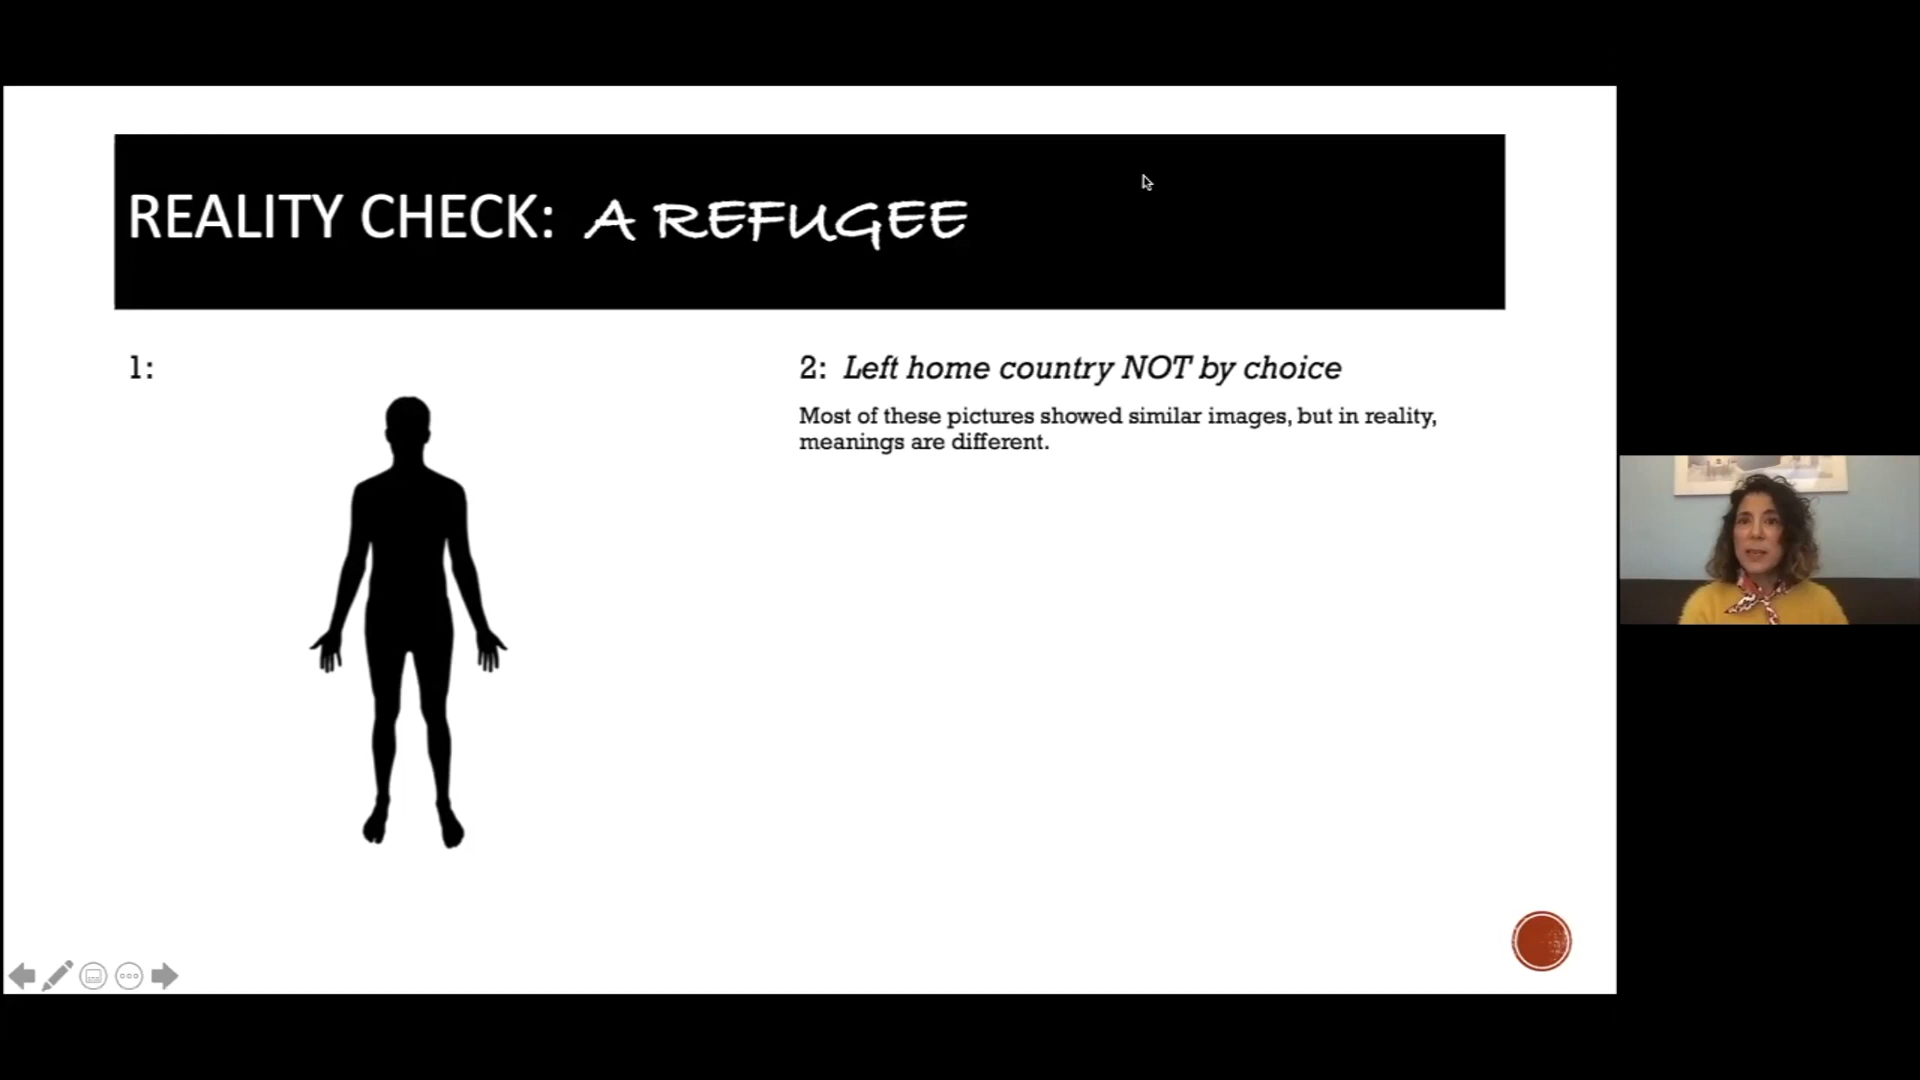 REALITY CHECK: A REFUGEE
1:
2: Left home country NOT by choice
Most of these pictures showed similar images, but in reality,
meanings are different.